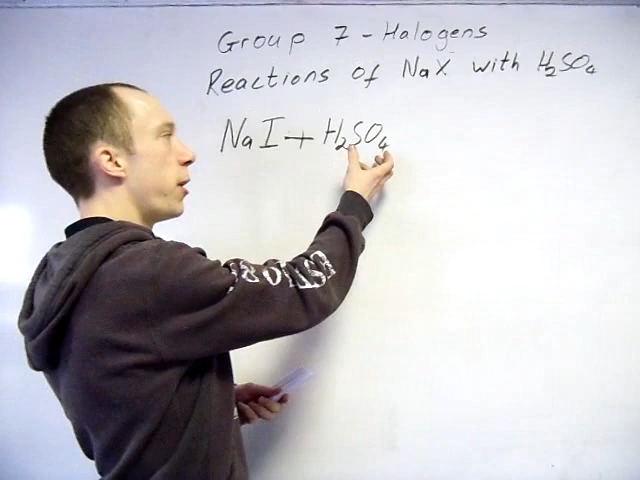 Group 7 - Halogens
Reactions of NaX with H₂SO₄
NaI + H₂SO₄